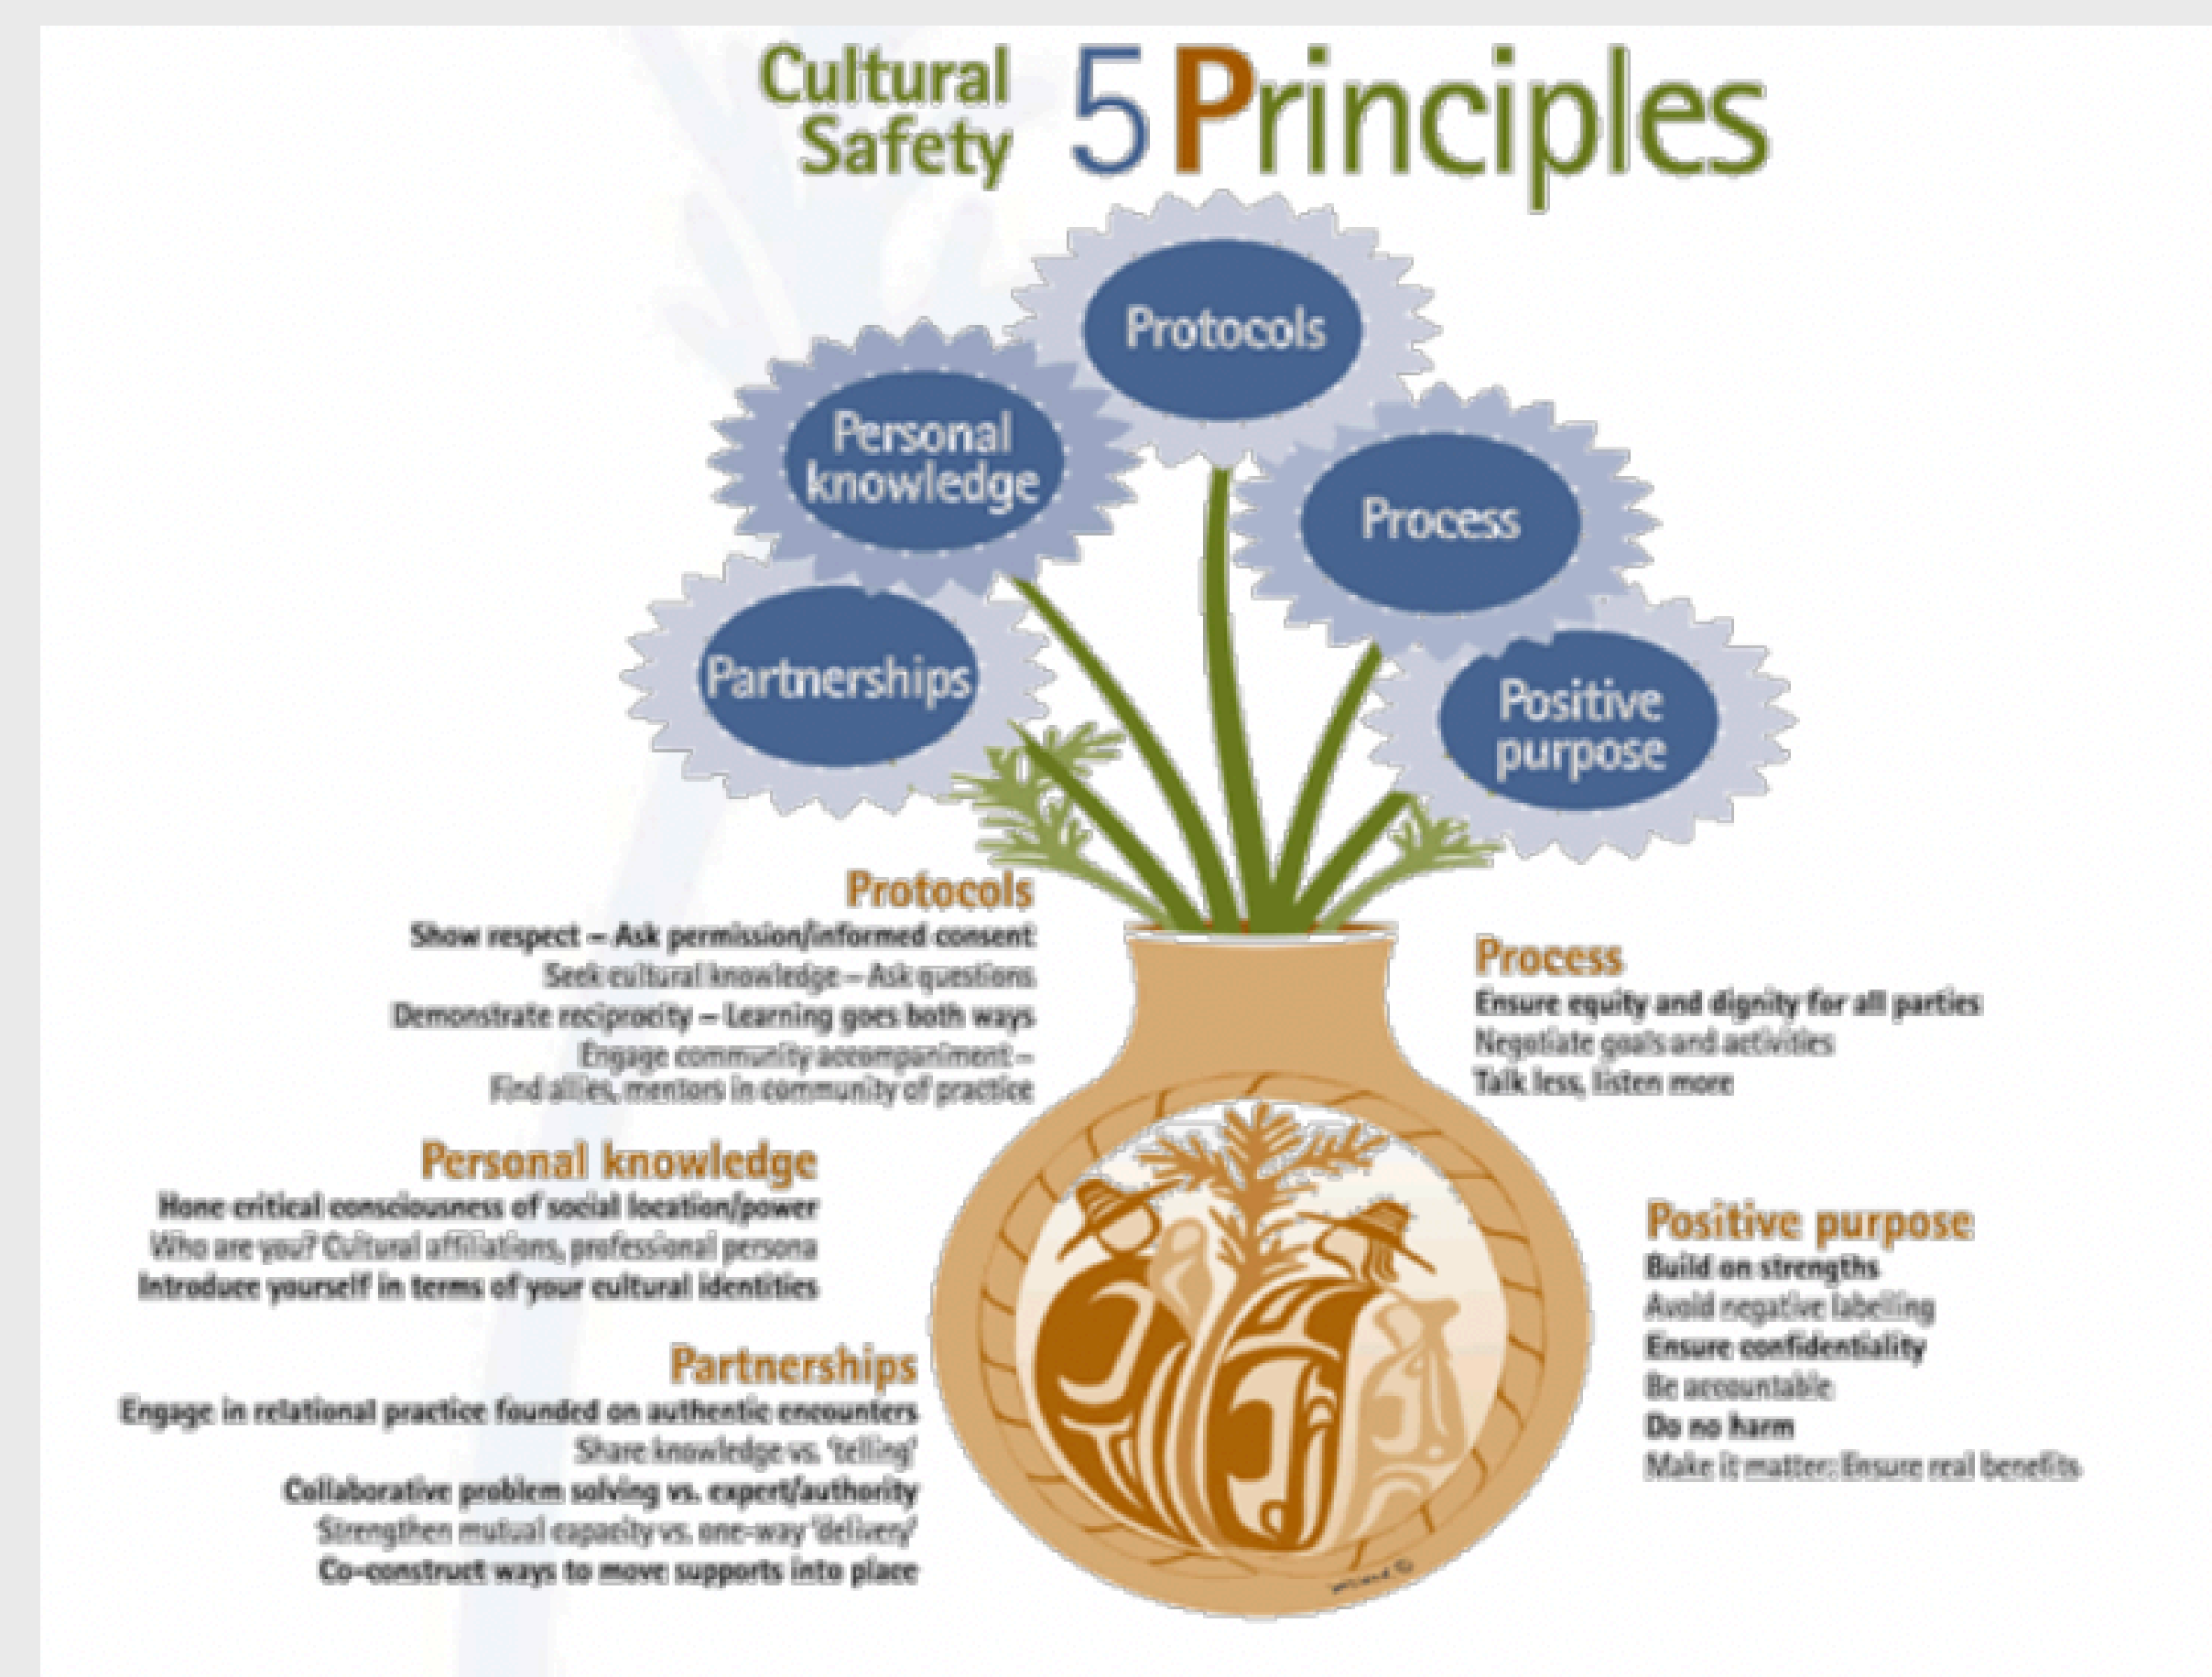 Cultural
Safety
5 Principles
Protocols
Personal
knowledge
Process
Partnerships
Positive
purpose
Protocols
Show respect – Ask permission/informed consent
Seek cultural knowledge – Ask questions
Demonstrate reciprocity – Learning goes both ways
Engage community accompaniment –
Find allies, mentors in community of practice
Personal knowledge
Hone critical consciousness of social location/power
Who are you? Cultural affiliations, professional persona
Introduce yourself in terms of your cultural identities
Partnerships
Engage in relational practice founded on authentic encounters
Share knowledge vs. ‘telling’
Collaborative problem solving vs. expert/authority
Strengthen mutual capacity vs. one-way ‘delivery’
Co-construct ways to move supports into place
Process
Ensure equity and dignity for all parties
Negotiate goals and activities
Talk less, listen more
Positive purpose
Build on strengths
Avoid negative labelling
Ensure confidentiality
Be accountable
Do no harm
Make it matter: Ensure real benefits